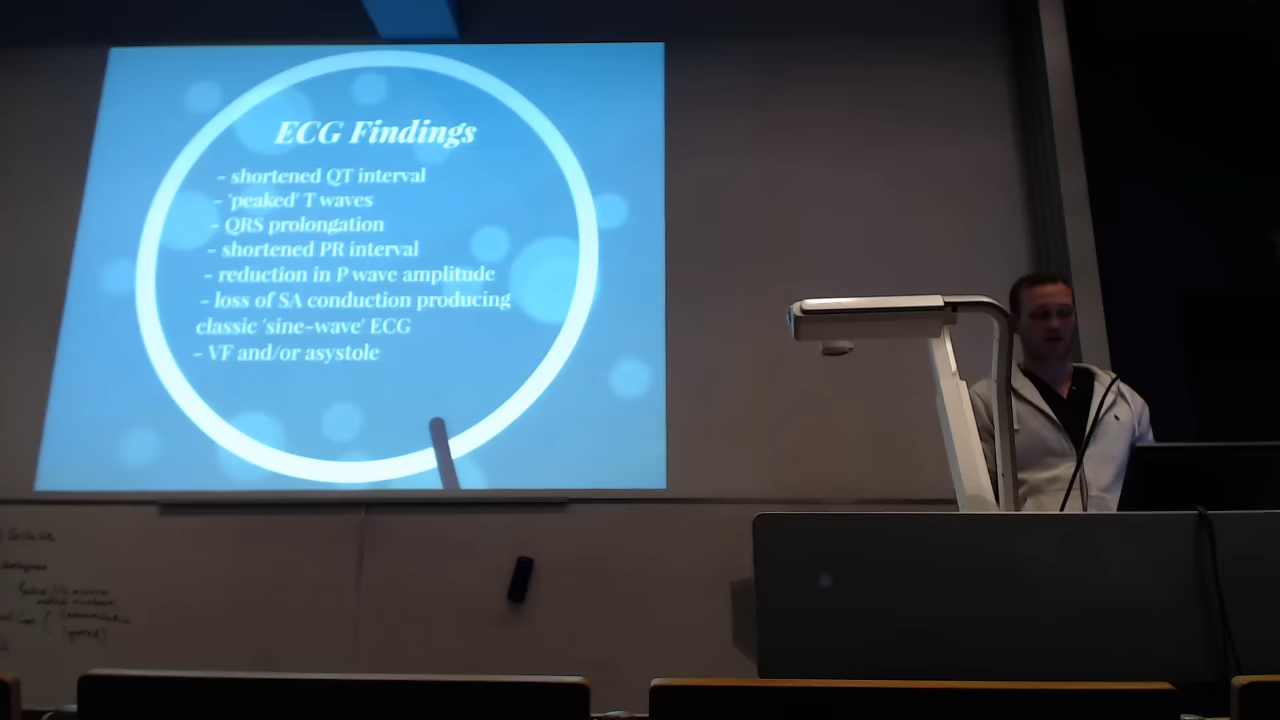 ECG Findings
- shortened QT interval
- 'peaked' T waves
- QRS prolongation
- shortened PR interval
- reduction in P wave amplitude
- loss of SA conduction producing
classic 'sine-wave' ECG
- VF and/or asystole